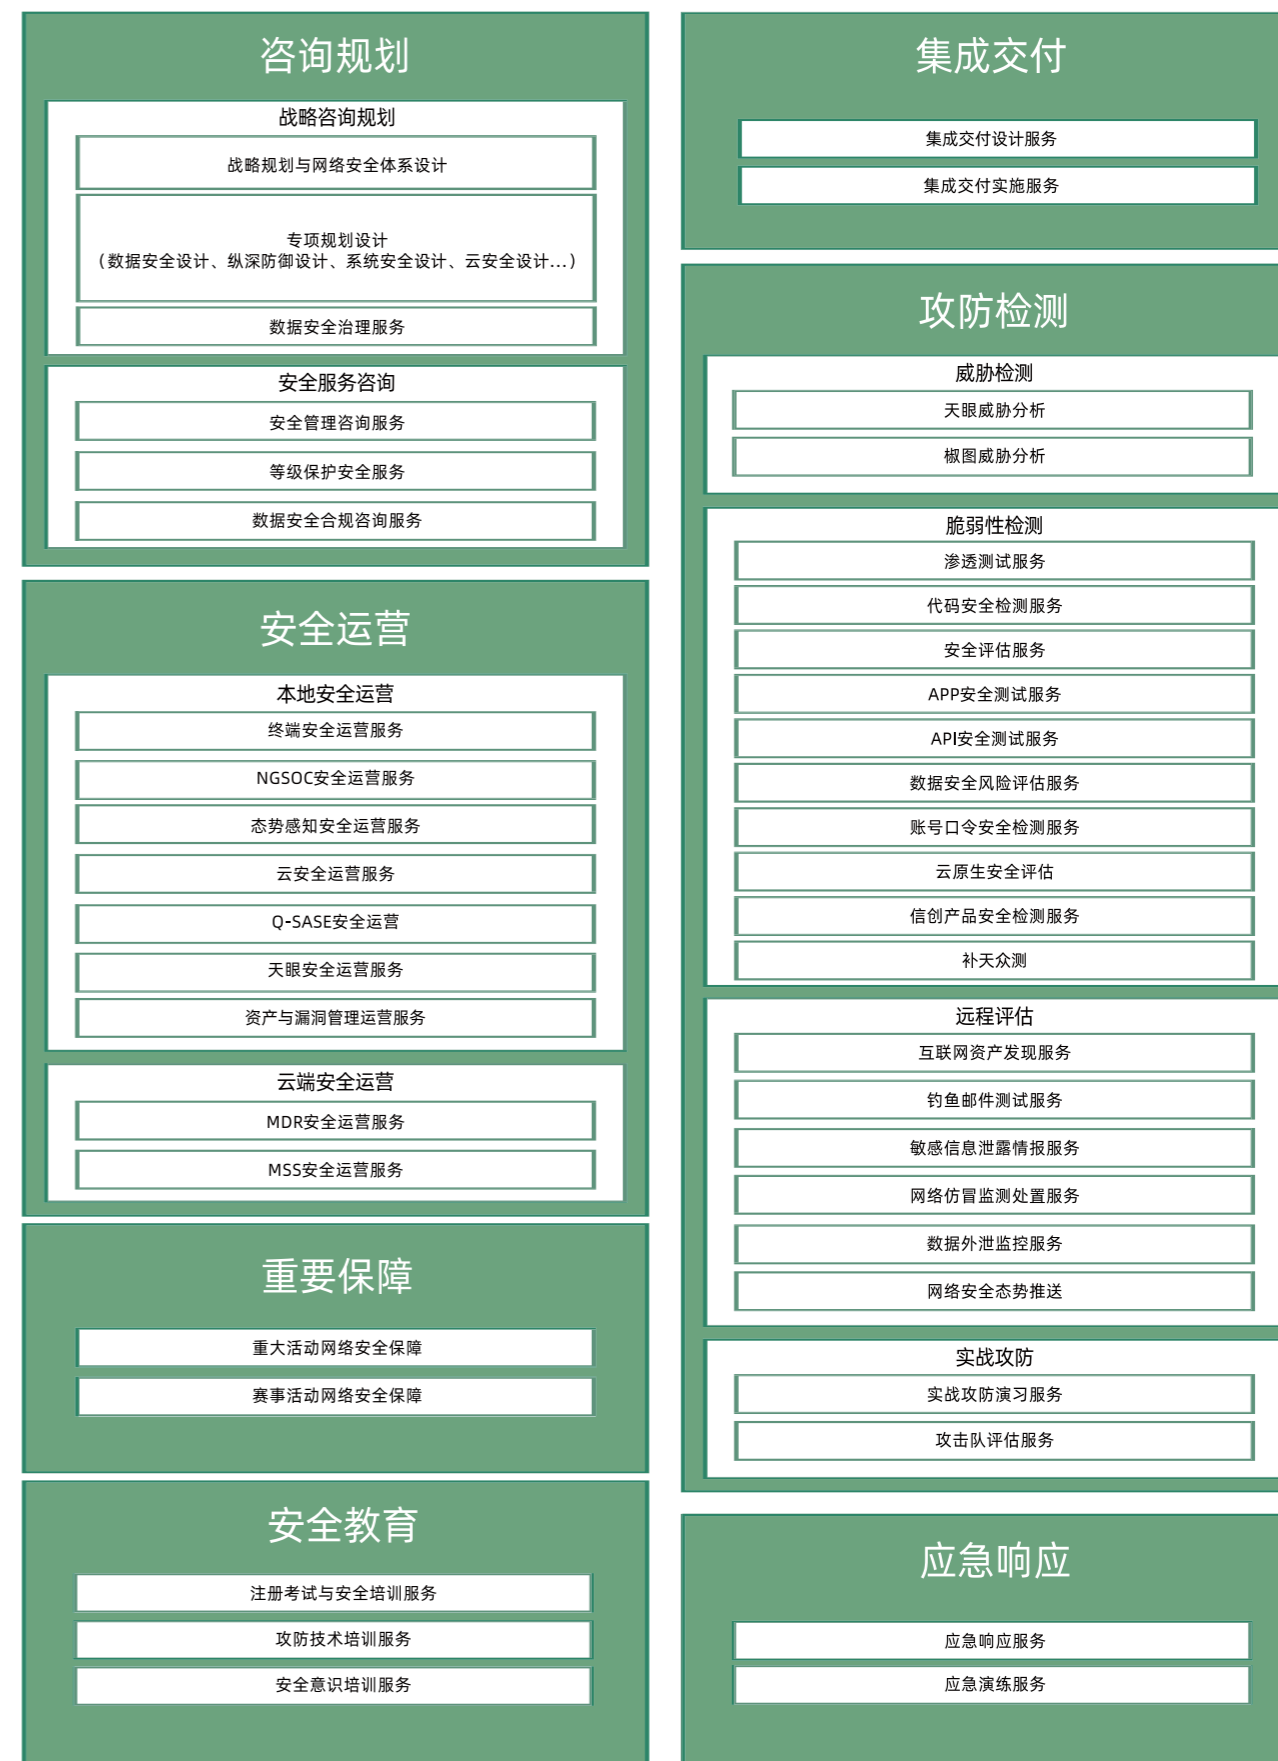 咨询规划
战略咨询规划
战略规划与网络安全体系设计
专项规划设计
（数据安全设计、纵深防御设计、系统安全设计、云安全设计...）
数据安全治理服务
安全服务咨询
安全管理咨询服务
等级保护安全服务
数据安全合规咨询服务
安全运营
本地安全运营
终端安全运营服务
NGSOC安全运营服务
态势感知安全运营服务
云安全运营服务
Q-SASE安全运营
天眼安全运营服务
资产与漏洞管理运营服务
云端安全运营
MDR安全运营服务
MSS安全运营服务
重要保障
重大活动网络安全保障
赛事活动网络安全保障
安全教育
注册考试与安全培训服务
攻防技术培训服务
安全意识培训服务
集成交付
集成交付设计服务
集成交付实施服务
攻防检测
威胁检测
天眼威胁分析
椒图威胁分析
脆弱性检测
渗透测试服务
代码安全检测服务
安全评估服务
APP安全测试服务
API安全测试服务
数据安全风险评估服务
账号口令安全检测服务
云原生安全评估
信创产品安全检测服务
补天众测
远程评估
互联网资产发现服务
钓鱼邮件测试服务
敏感信息泄露情报服务
网络仿冒监测处置服务
数据外泄监控服务
网络安全态势推送
实战攻防
实战攻防演习服务
攻击队评估服务
应急响应
应急响应服务
应急演练服务